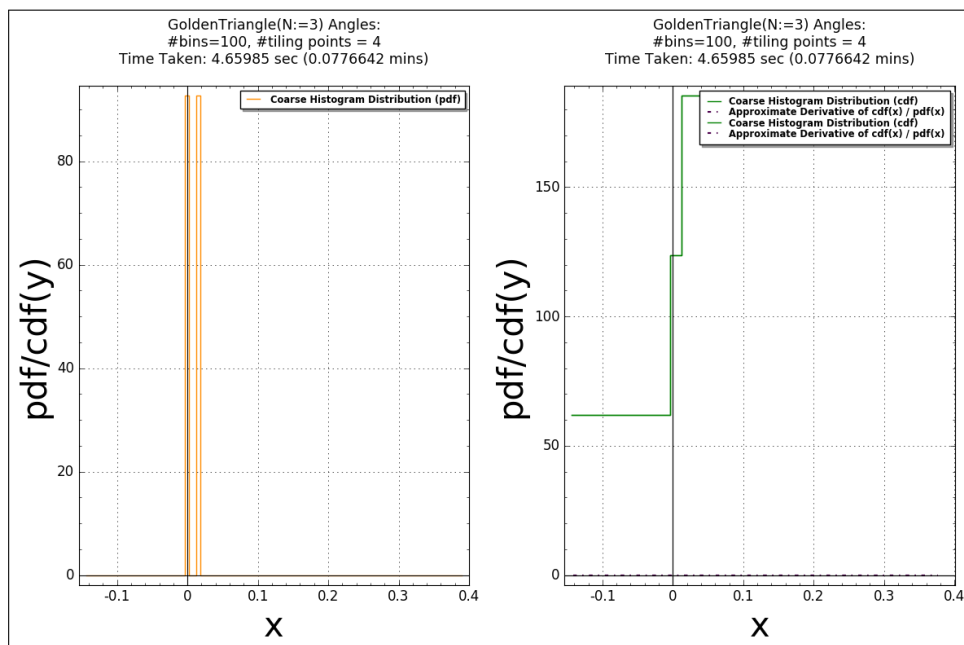 GoldenTriangle(N:=3) Angles:
#bins=100, #tiling points = 4
Time Taken: 4.65985 sec (0.0776642 mins)
Coarse Histogram Distribution (pdf)
pdf/cdf(y)
80
60
40
20
0
-0.1 0 0.1 0.2 0.3 0.4
x
GoldenTriangle(N:=3) Angles:
#bins=100, #tiling points = 4
Time Taken: 4.65985 sec (0.0776642 mins)
Coarse Histogram Distribution (cdf)
Approximate Derivative of cdf(x) / pdf(x)
Coarse Histogram Distribution (cdf)
Approximate Derivative of cdf(x) / pdf(x)
pdf/cdf(y)
150
100
50
0
-0.1 0 0.1 0.2 0.3 0.4
x